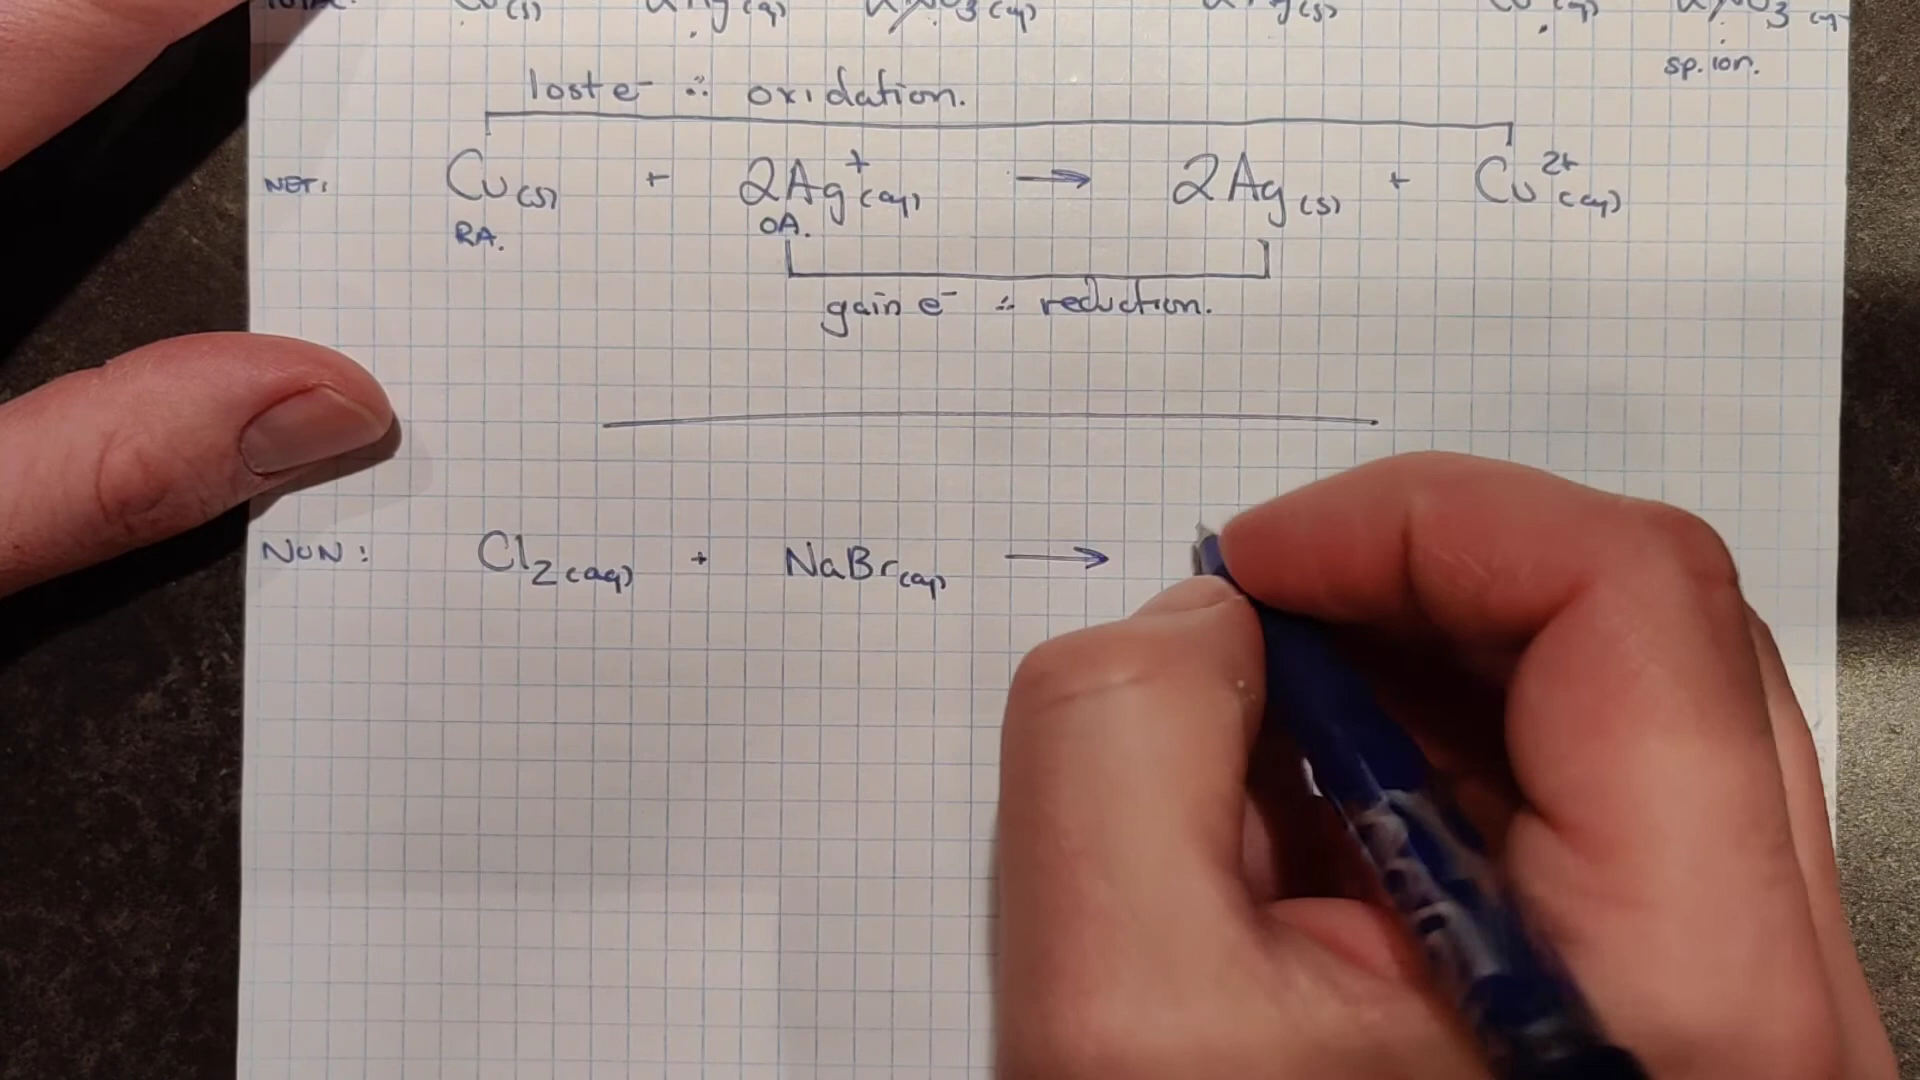 sp. ion.
lost e⁻ ∴ oxidation.
NET: Cu(s) + 2Ag⁺(aq) → 2Ag(s) + Cu²⁺(aq)
RA. OA.
gain e⁻ ∴ reduction.
NON: Cl₂(aq) + NaBr(aq) →